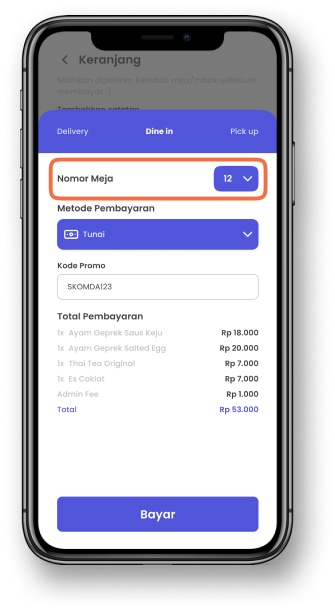 Keranjang
Silahkan diperiksa kembali mas/mbak sebelum
membayar :)
Tambahkan catatan
Delivery
Dine in
Pick up
Nomor Meja
12
Metode Pembayaran
Tunai
Kode Promo
SKOMDA123
Total Pembayaran
1x Ayam Geprek Saus Keju Rp 18.000
1x Ayam Geprek Salted Egg Rp 20.000
1x Thai Tea Original Rp 7.000
1x Es Coklat Rp 7.000
Admin Fee Rp 1.000
Total Rp 53.000
Bayar